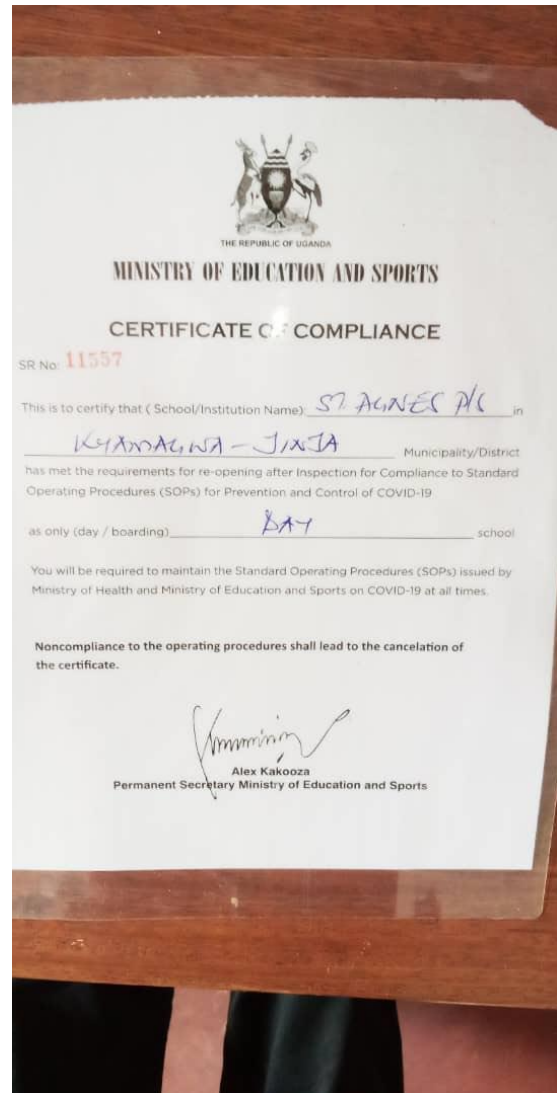 THE REPUBLIC OF UGANDA
MINISTRY OF EDUCATION AND SPORTS
CERTIFICATE OF COMPLIANCE
SR No: 11557
This is to certify that ( School/Institution Name): ST. AGNES P/S in
KYAMAGWA - JINJA Municipality/District
has met the requirements for re-opening after Inspection for Compliance to Standard
Operating Procedures (SOPs) for Prevention and Control of COVID-19
as only (day / boarding) DAY school
You will be required to maintain the Standard Operating Procedures (SOPs) issued by
Ministry of Health and Ministry of Education and Sports on COVID-19 at all times.
Noncompliance to the operating procedures shall lead to the cancelation of
the certificate.
Alex Kakooza
Permanent Secretary Ministry of Education and Sports